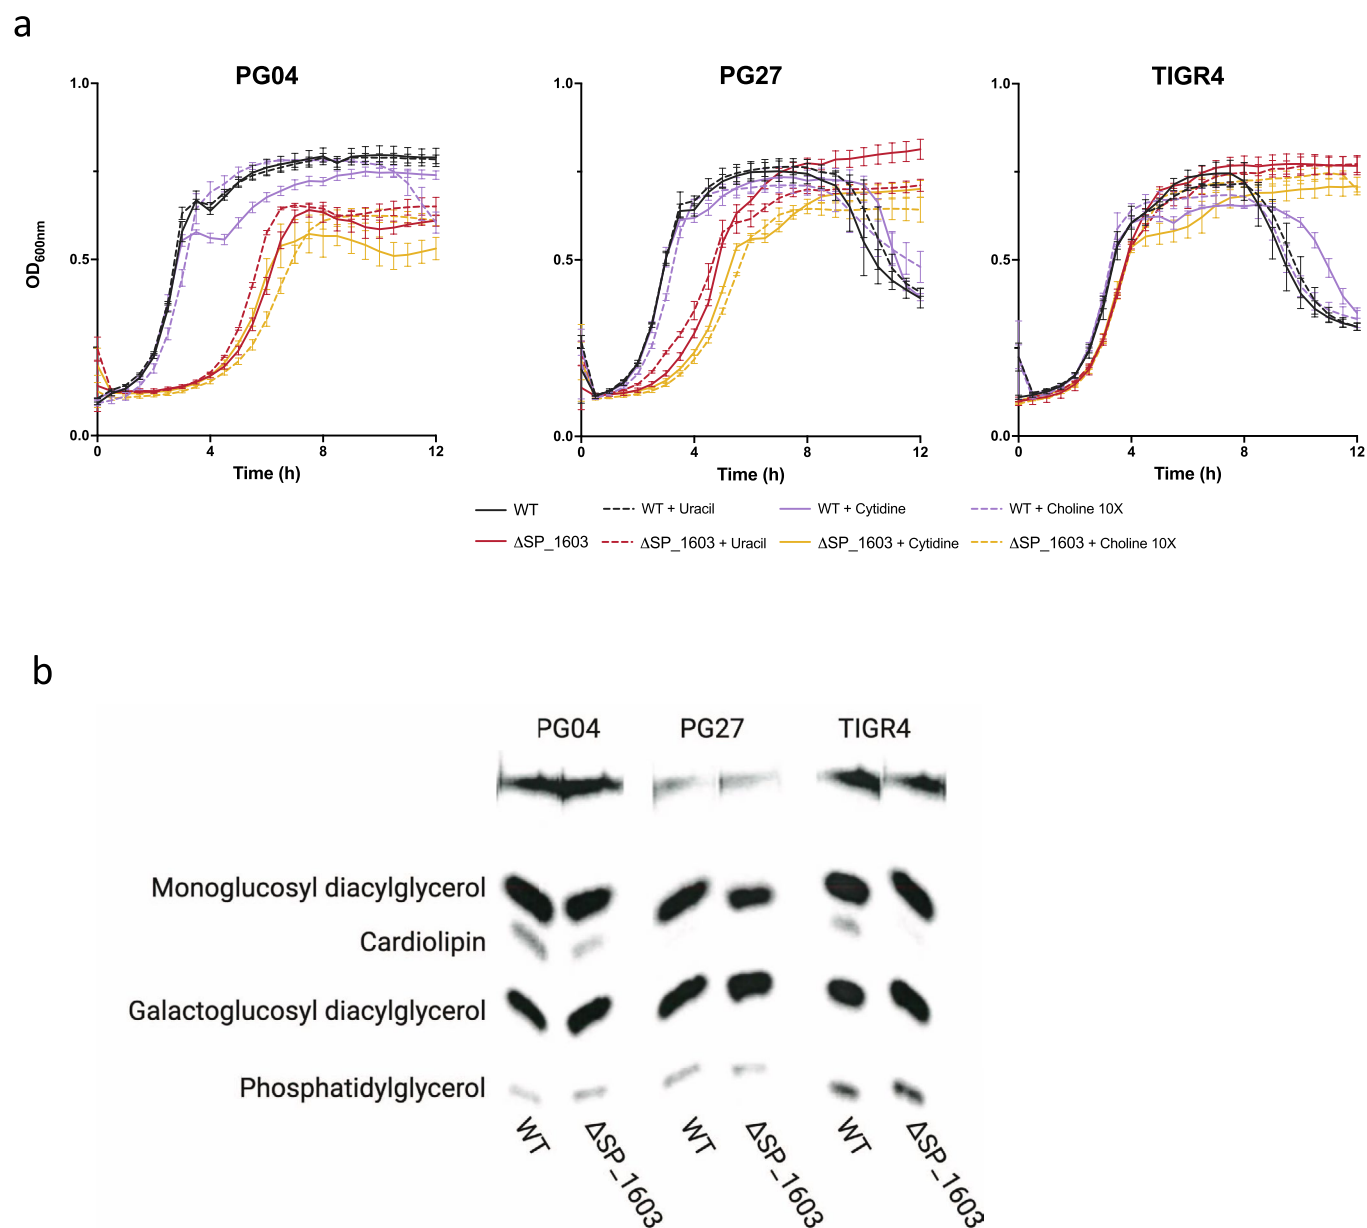 a
PG04
PG27
TIGR4
1.0
1.0
1.0
OD600nm
0.5
0.5
0.5
0.0
0.0
0.0
0 4 8 12
0 4 8 12
0 4 8 12
Time (h)
Time (h)
Time (h)
WT
WT + Uracil
WT + Cytidine
WT + Choline 10X
ΔSP_1603
ΔSP_1603 + Uracil
ΔSP_1603 + Cytidine
ΔSP_1603 + Choline 10X
b
PG04 PG27 TIGR4
Monoglucosyl diacylglycerol
Cardiolipin
Galactoglucosyl diacylglycerol
Phosphatidylglycerol
WT
ΔSP_1603
WT
ΔSP_1603
WT
ΔSP_1603